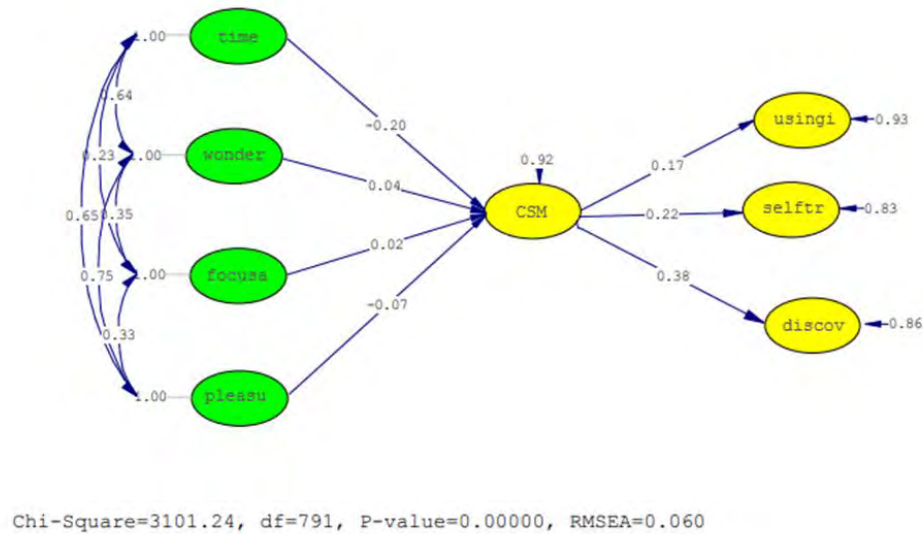 1.00
time
0.64
-0.20
usingi
0.93
1.00
wonder
0.92
0.17
0.23
0.04
0.65
0.35
CSM
0.22
selftr
0.83
0.02
0.75
1.00
focusa
0.38
-0.07
0.33
discov
0.86
1.00
pleasu
Chi-Square=3101.24, df=791, P-value=0.00000, RMSEA=0.060